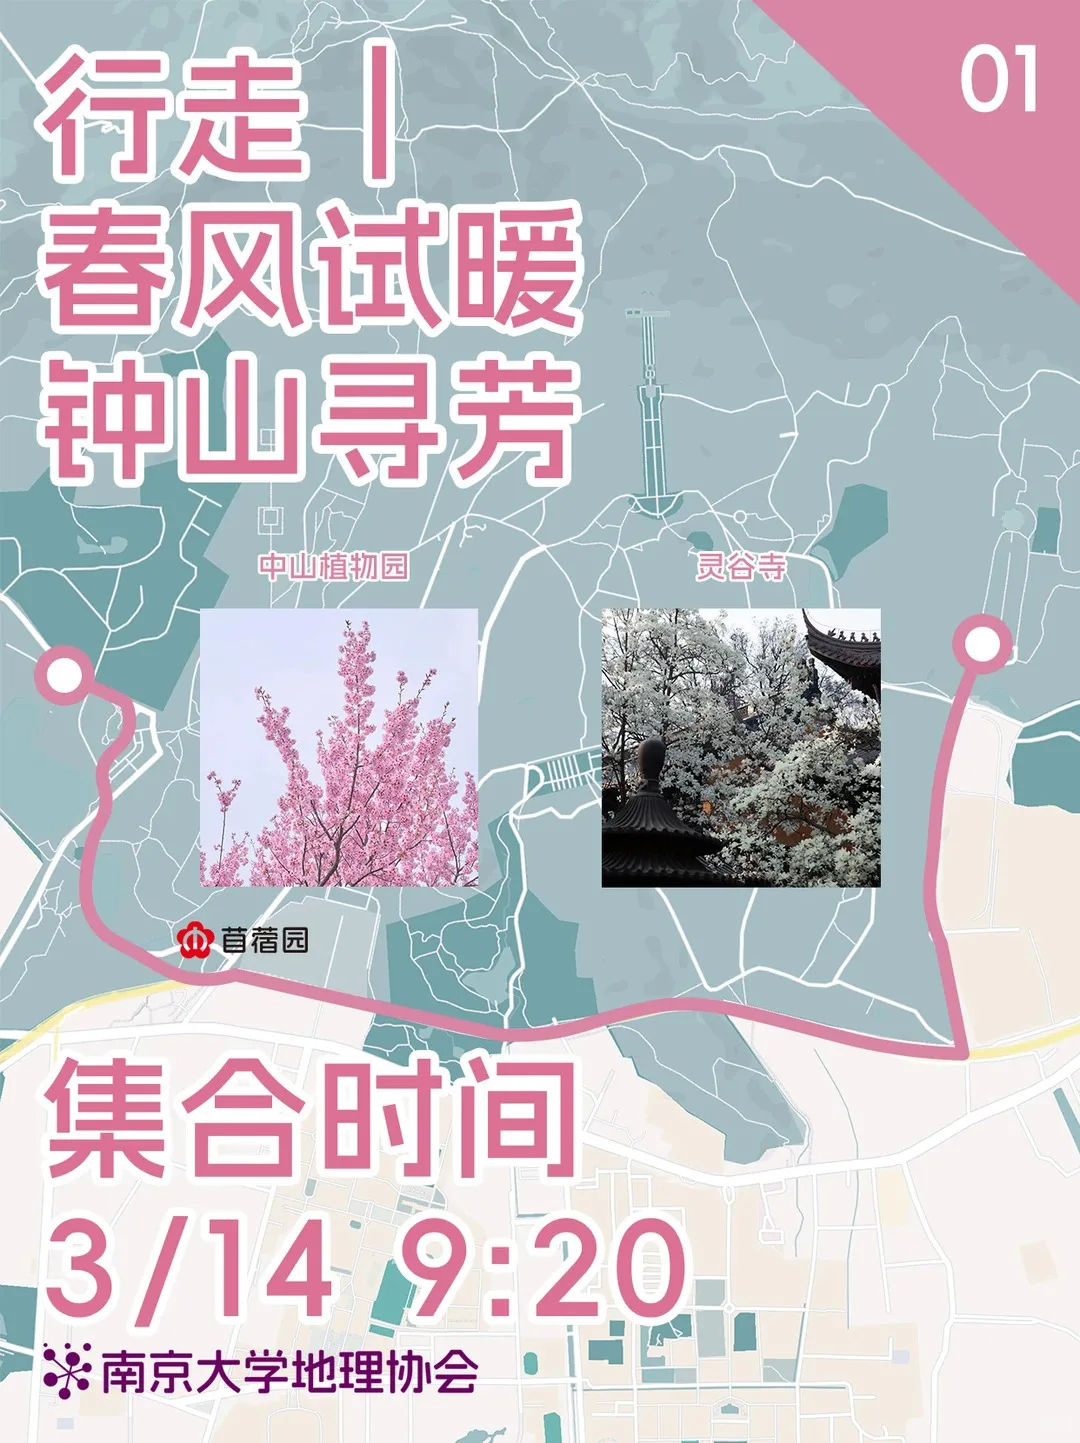 01
行走 |
春风试暖
钟山寻芳
中山植物园
灵谷寺
苜蓿园
集合时间
3/14 9:20
南京大学地理协会